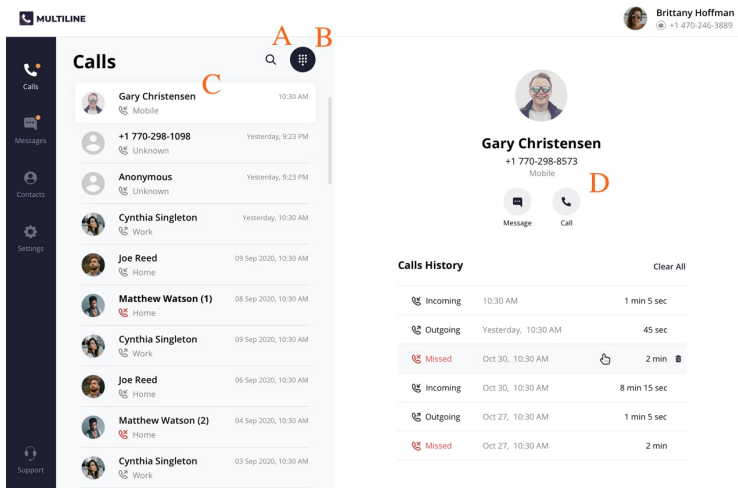 MULTILINE
Brittany Hoffman
+1 470-246-3889
A
B
Calls
Calls
Messages
Contacts
Settings
Support
C
Gary Christensen 10:30 AM
Mobile
+1 770-298-1098 Yesterday, 9:23 PM
Unknown
Anonymous Yesterday, 9:23 PM
Unknown
Cynthia Singleton Yesterday, 10:30 AM
Work
Joe Reed 09 Sep 2020, 10:30 AM
Home
Matthew Watson (1) 08 Sep 2020, 10:30 AM
Home
Cynthia Singleton 09 Sep 2020, 10:30 AM
Work
Joe Reed 06 Sep 2020, 10:30 AM
Home
Matthew Watson (2) 04 Sep 2020, 10:30 AM
Home
Cynthia Singleton 03 Sep 2020, 10:30 AM
Work
Gary Christensen
+1 770-298-8573
Mobile
D
Message Call
Calls History Clear All
Incoming 10:30 AM 1 min 5 sec
Outgoing Yesterday, 10:30 AM 45 sec
Missed Oct 30, 10:30 AM 2 min
Incoming Oct 30, 10:30 AM 8 min 15 sec
Outgoing Oct 27, 10:30 AM 1 min 5 sec
Missed Oct 27, 10:30 AM 2 min